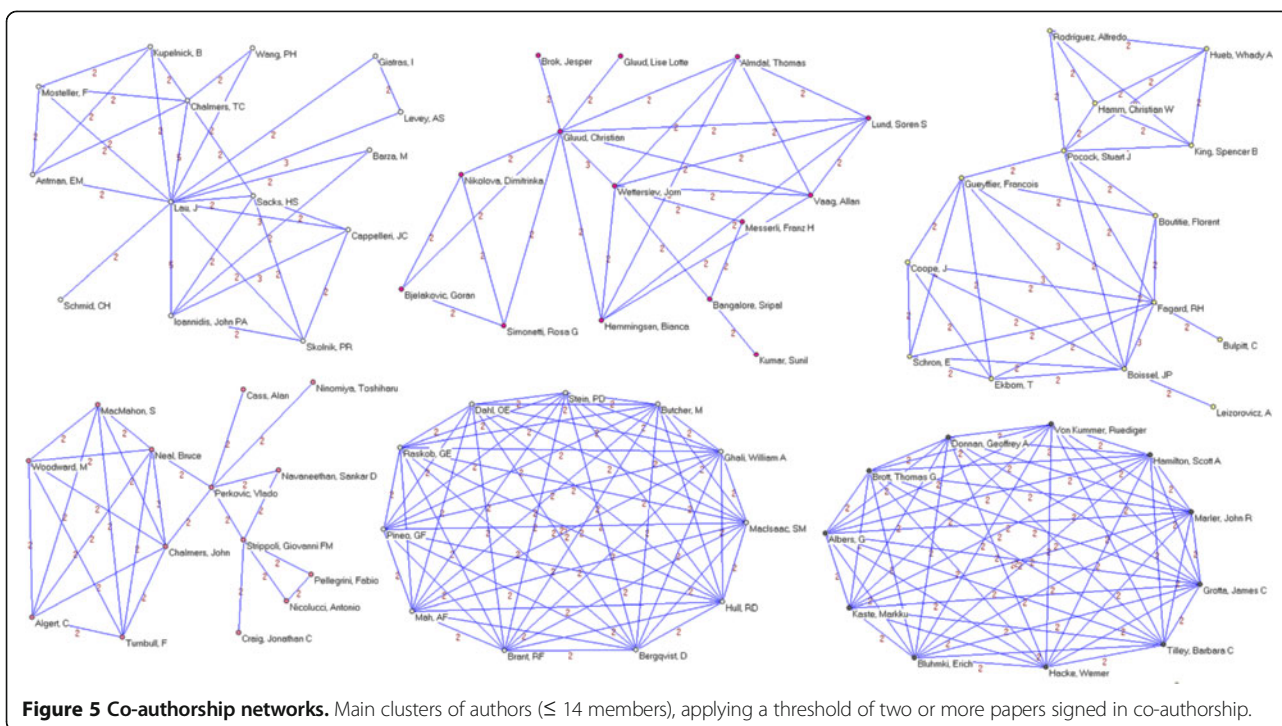 Kupelnick, B
Wang, PH
Giatras, I
Mosteller, F
Chalmers, TC
Levey, AS
Barza, M
Antman, EM
Lau, J
Sacks, HS
Cappelleri, JC
Schmid, CH
Ioannidis, John PA
Skolnik, PR
Brok, Jesper
Gluud, Lise Lotte
Almdal, Thomas
Lund, Soren S
Gluud, Christian
Nikolova, Dimitrinka
Wetterslev, Jorn
Vaag, Allan
Messerli, Franz H
Bjelakovic, Goran
Simonetti, Rosa G
Hemmingsen, Bianca
Bangalore, Sripal
Kumar, Sunil
Rodriguez, Alfredo
Hueb, Whady A
Hamm, Christian W
King, Spencer B
Pocock, Stuart J
Gueyffier, Francois
Boutitie, Florent
Coope, J
Fagard, RH
Bulpitt, C
Schron, E
Ekbom, T
Boissel, JP
Leizorovicz, A
MacMahon, S
Cass, Alan
Ninomiya, Toshiharu
Woodward, M
Neal, Bruce
Navaneethan, Sankar D
Perkovic, Vlado
Chalmers, John
Strippoli, Giovanni FM
Pellegrini, Fabio
Nicolucci, Antonio
Algert, C
Turnbull, F
Craig, Jonathan C
Stein, PD
Dahl, OE
Butcher, M
Raskob, GE
Ghali, William A
Pineo, GF
MacIsaac, SM
Mah, AF
Hull, RD
Brant, RF
Bergqvist, D
Von Kummer, Ruediger
Donnan, Geoffrey A
Hamilton, Scott A
Brott, Thomas G
Marler, John R
Albers, G
Grotta, James C
Kaste, Markku
Tilley, Barbara C
Bluhmki, Erich
Hacke, Werner
Figure 5 Co-authorship networks. Main clusters of authors (≤ 14 members), applying a threshold of two or more papers signed in co-authorship.